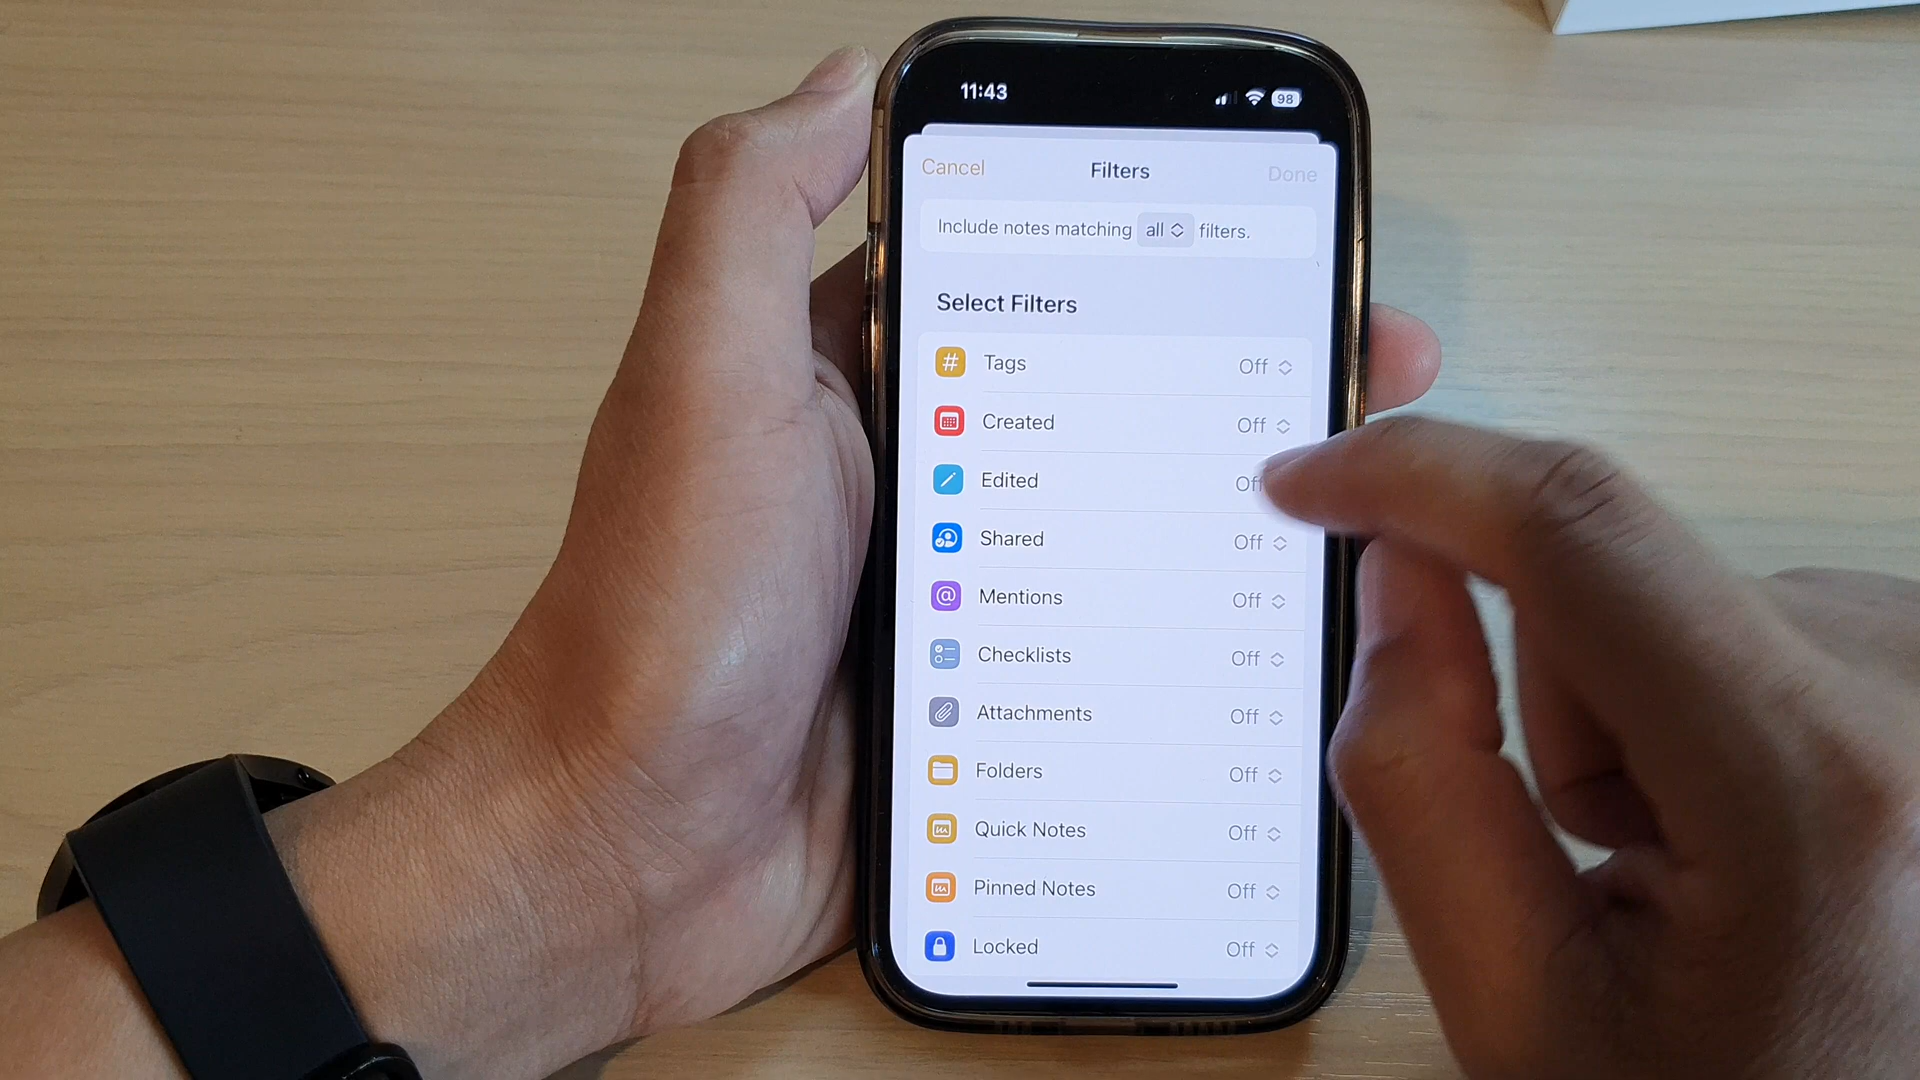 11:43
98
Cancel
Filters
Done
Include notes matching all filters.
Select Filters
# Tags Off
Created Off
Edited Off
Shared Off
@ Mentions Off
Checklists Off
Attachments Off
Folders Off
Quick Notes Off
Pinned Notes Off
Locked Off